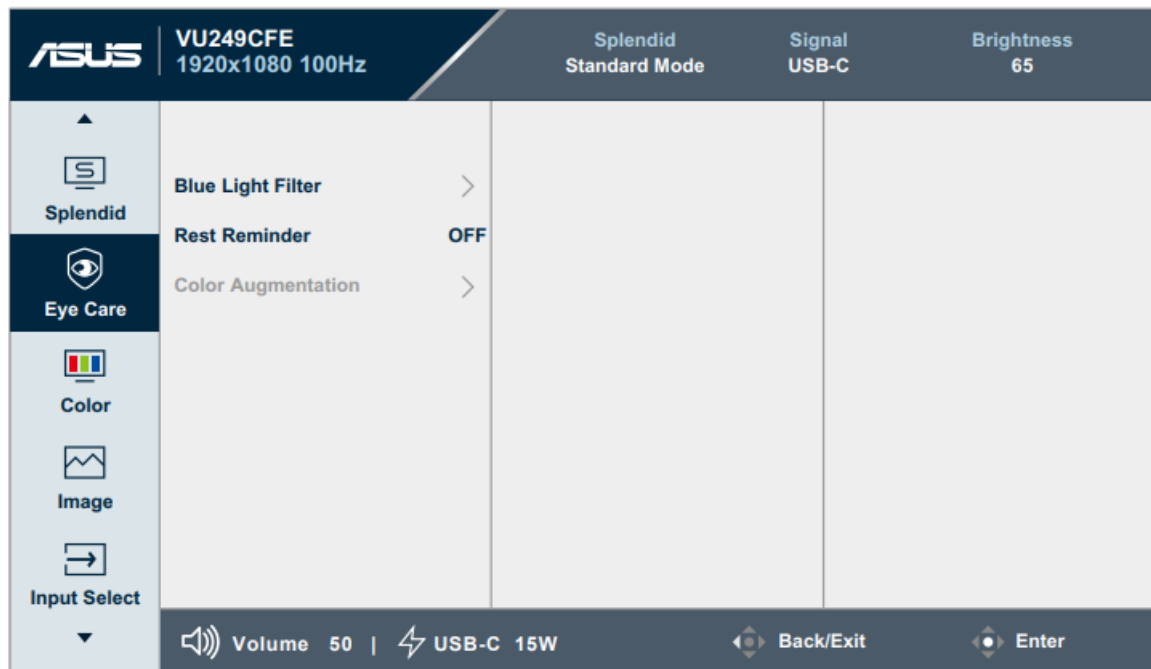 ASUS
VU249CFE
1920x1080 100Hz
Splendid
Standard Mode
Signal
USB-C
Brightness
65
S
Splendid
Eye Care
Color
Image
Input Select
Blue Light Filter
Rest Reminder OFF
Color Augmentation
Volume 50 | USB-C 15W
Back/Exit
Enter